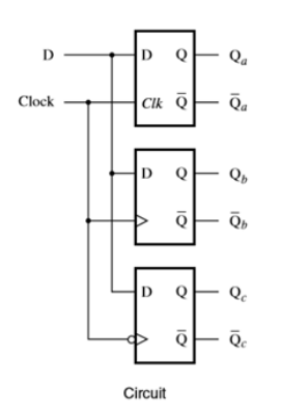 D D Q Qa
Clock Clk Q̅ Q̅a
D Q Qb
Q̅ Q̅b
D Q Qc
Q̅ Q̅c
Circuit